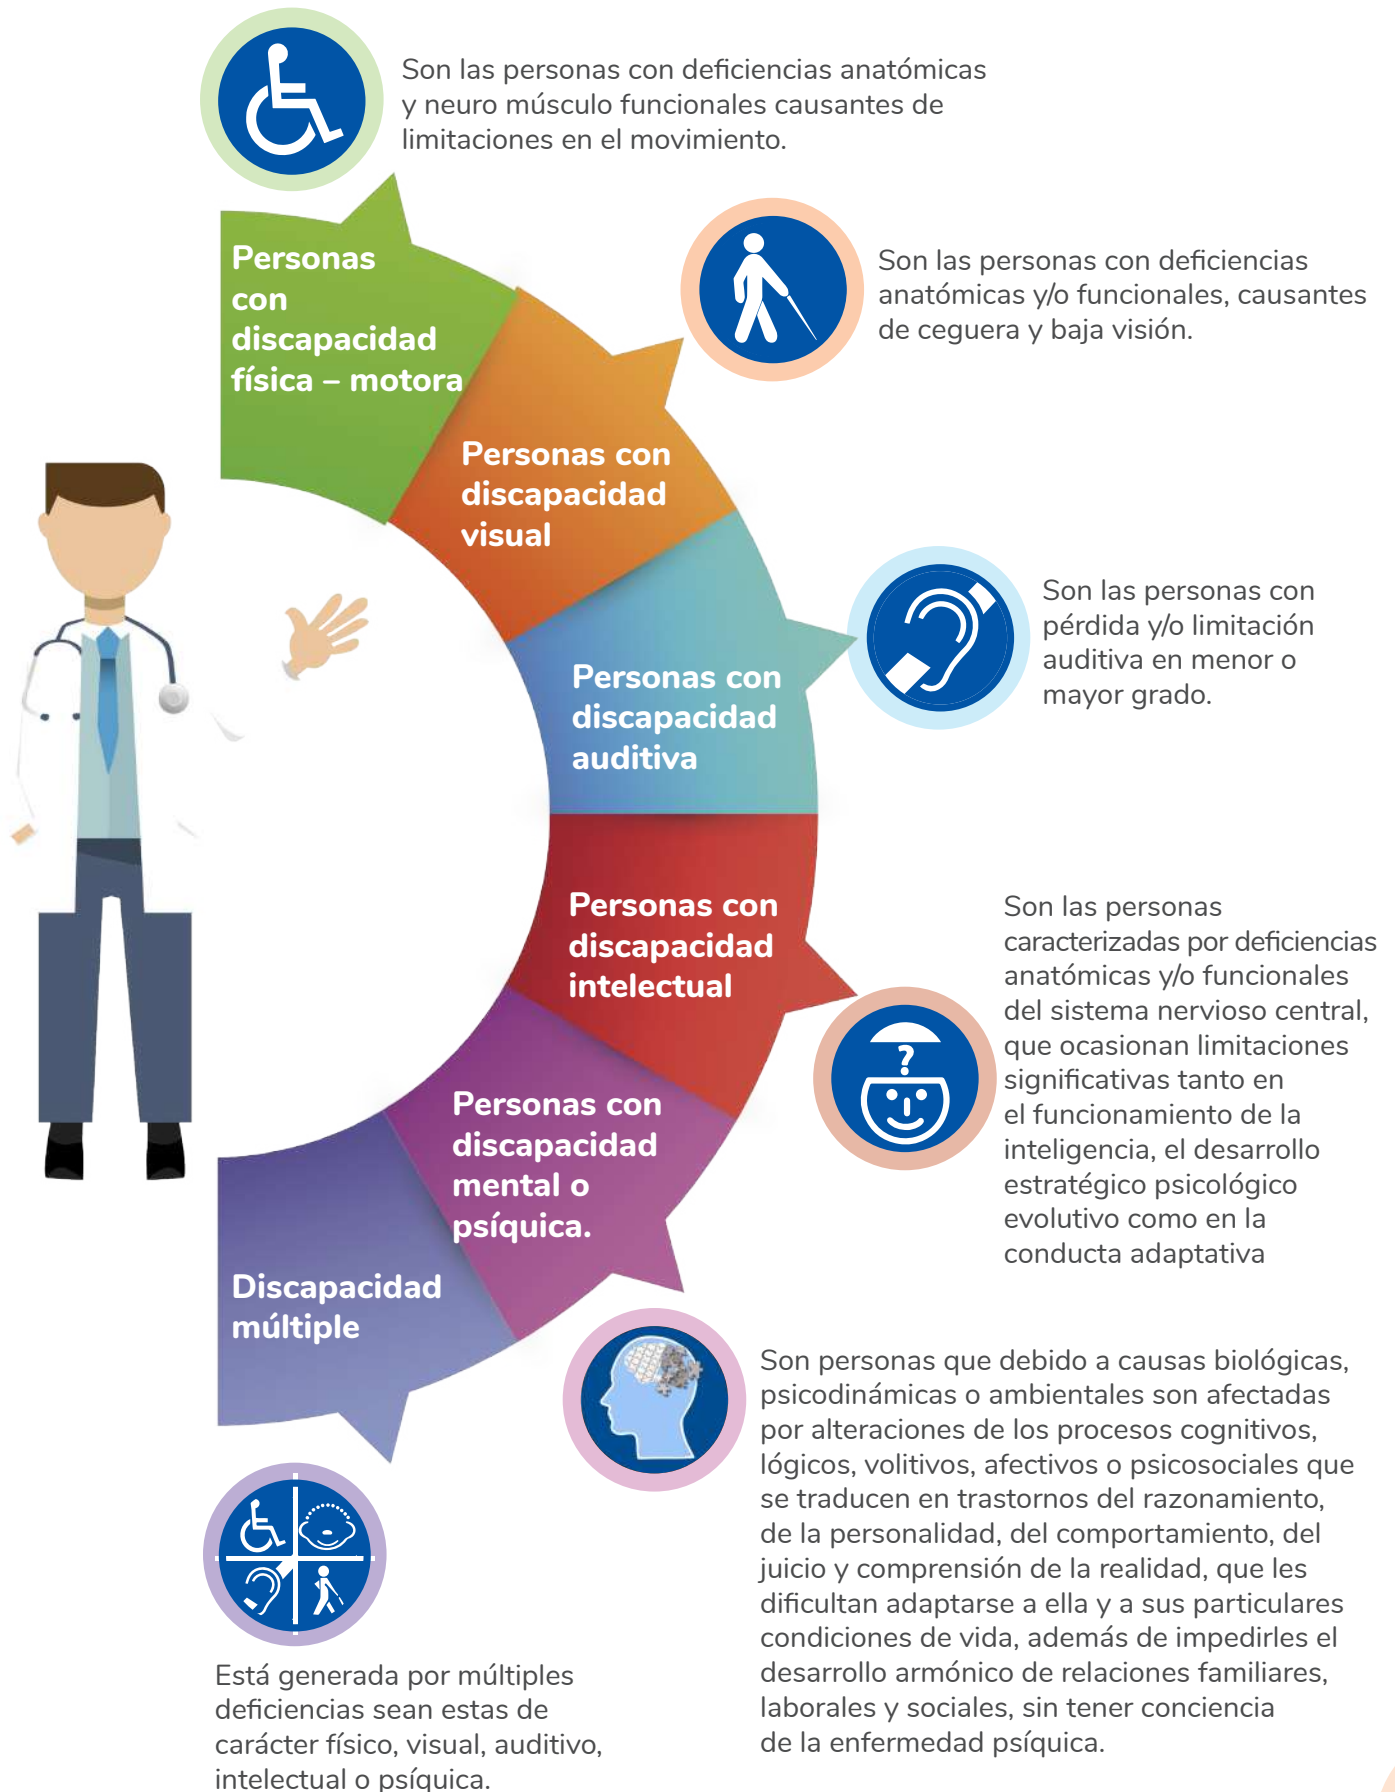 Son las personas con deficiencias anatómicas
y neuro músculo funcionales causantes de
limitaciones en el movimiento.
Personas
con
discapacidad
física – motora
Son las personas con deficiencias
anatómicas y/o funcionales, causantes
de ceguera y baja visión.
Personas con
discapacidad
visual
Son las personas con
pérdida y/o limitación
auditiva en menor o
mayor grado.
Personas con
discapacidad
auditiva
Personas con
discapacidad
intelectual
Son las personas
caracterizadas por deficiencias
anatómicas y/o funcionales
del sistema nervioso central,
que ocasionan limitaciones
significativas tanto en
el funcionamiento de la
inteligencia, el desarrollo
estratégico psicológico
evolutivo como en la
conducta adaptativa
?
Personas con
discapacidad
mental o
psíquica.
Son personas que debido a causas biológicas,
psicodinámicas o ambientales son afectadas
por alteraciones de los procesos cognitivos,
lógicos, volitivos, afectivos o psicosociales que
se traducen en trastornos del razonamiento,
de la personalidad, del comportamiento, del
juicio y comprensión de la realidad, que les
dificultan adaptarse a ella y a sus particulares
condiciones de vida, además de impedirles el
desarrollo armónico de relaciones familiares,
laborales y sociales, sin tener conciencia
de la enfermedad psíquica.
Discapacidad
múltiple
Está generada por múltiples
deficiencias sean estas de
carácter físico, visual, auditivo,
intelectual o psíquica.